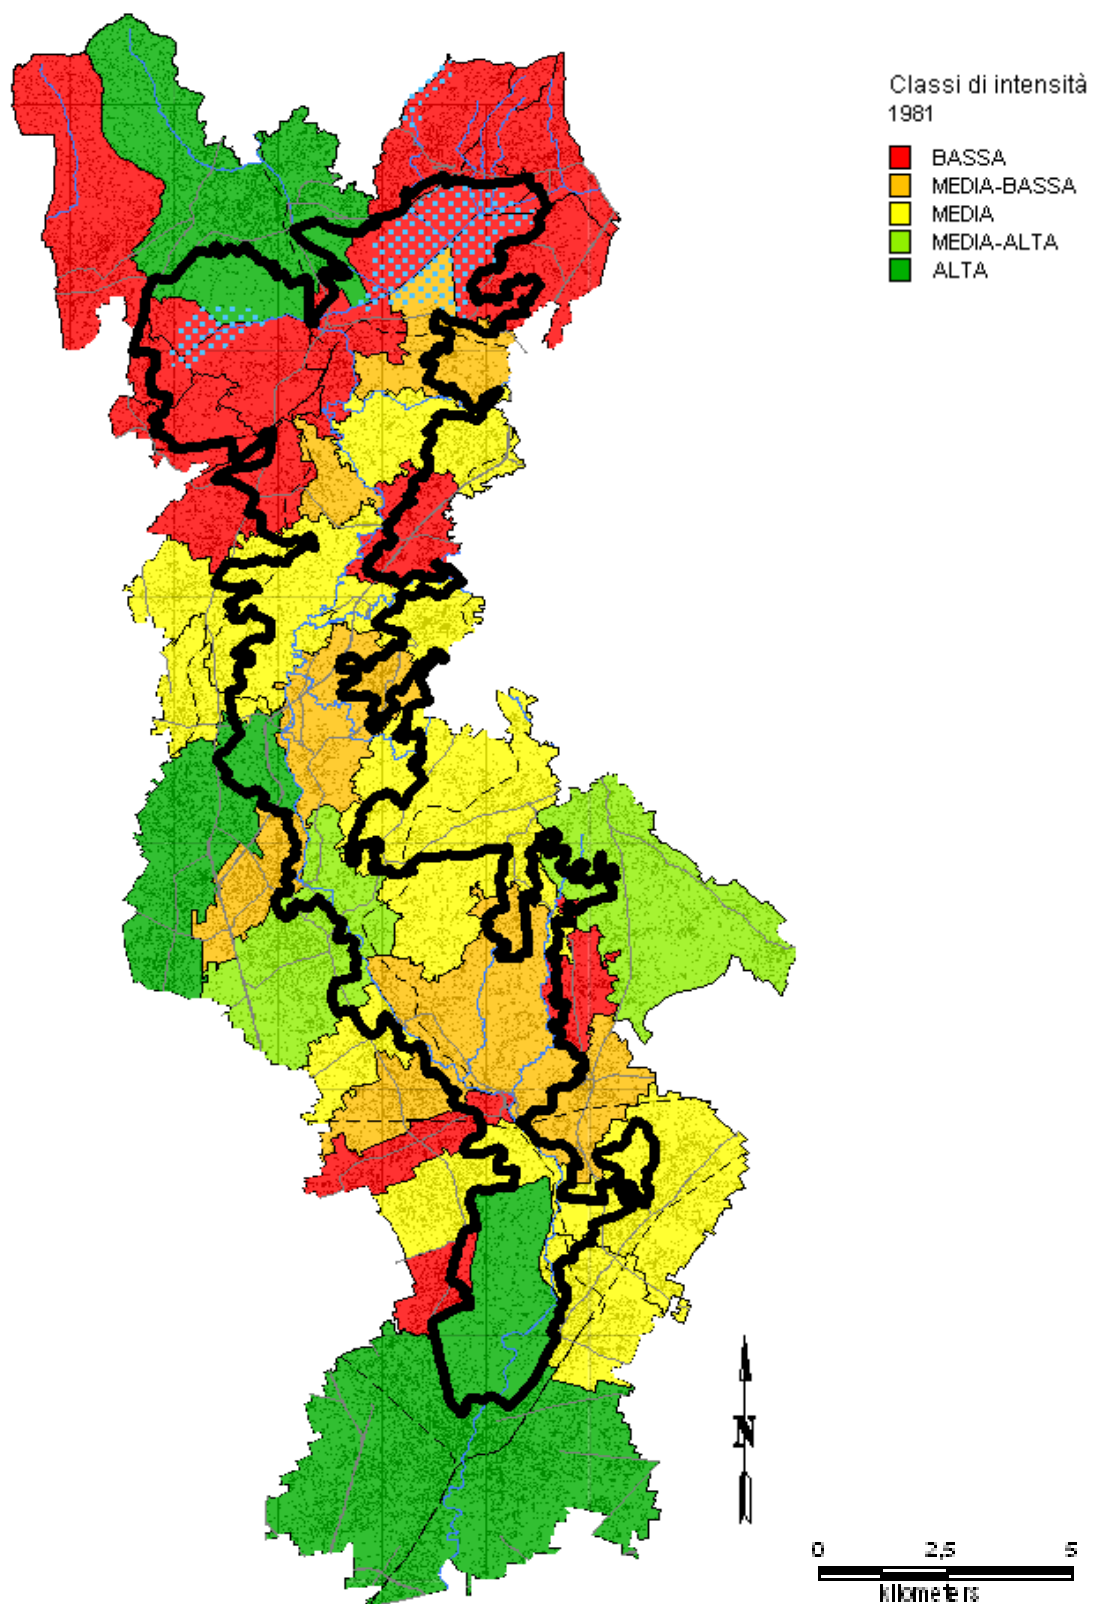 Classi di intensità
1981
BASSA
MEDIA-BASSA
MEDIA
MEDIA-ALTA
ALTA
N
0 2,5 5
kilometers